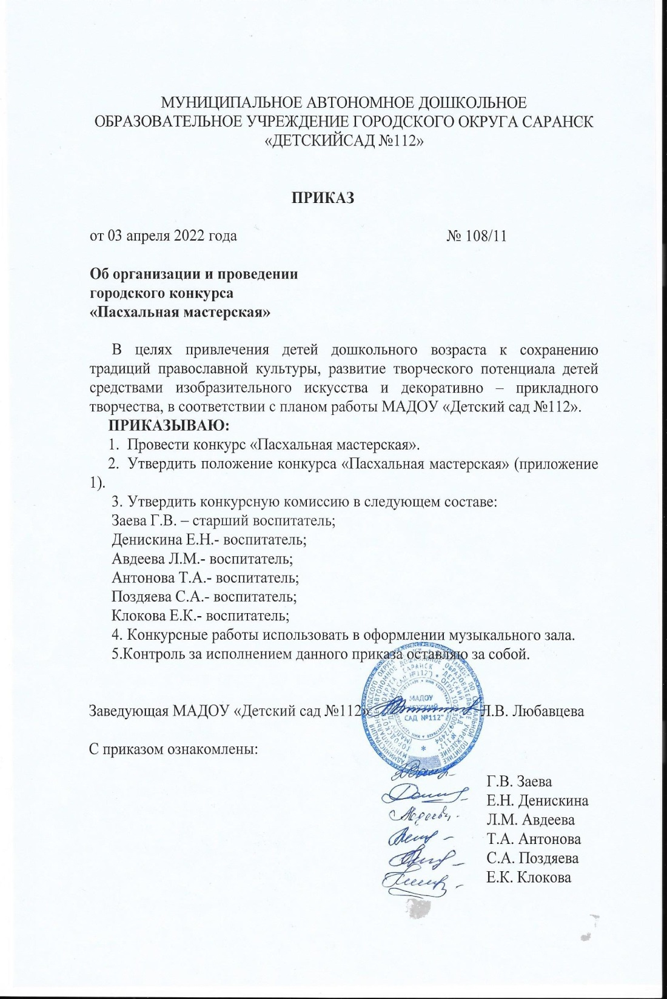 МУНИЦИПАЛЬНОЕ АВТОНОМНОЕ ДОШКОЛЬНОЕ
ОБРАЗОВАТЕЛЬНОЕ УЧРЕЖДЕНИЕ ГОРОДСКОГО ОКРУГА САРАНСК
«ДЕТСКИЙСАД №112»
ПРИКАЗ
от 03 апреля 2022 года № 108/11
Об организации и проведении
городского конкурса
«Пасхальная мастерская»
В целях привлечения детей дошкольного возраста к сохранению
традиций православной культуры, развитие творческого потенциала детей
средствами изобразительного искусства и декоративно – прикладного
творчества, в соответствии с планом работы МАДОУ «Детский сад №112».
ПРИКАЗЫВАЮ:
1. Провести конкурс «Пасхальная мастерская».
2. Утвердить положение конкурса «Пасхальная мастерская» (приложение
1).
3. Утвердить конкурсную комиссию в следующем составе:
Заева Г.В. – старший воспитатель;
Денискина Е.Н.- воспитатель;
Авдеева Л.М.- воспитатель;
Антонова Т.А.- воспитатель;
Поздяева С.А.- воспитатель;
Клокова Е.К.- воспитатель;
4. Конкурсные работы использовать в оформлении музыкального зала.
5.Контроль за исполнением данного приказа оставляю за собой.
Заведующая МАДОУ «Детский сад №112» Л.В. Любавцева
МАДОУ
ДЕТСКИЙ
САД №112"
С приказом ознакомлены:
Г.В. Заева
Е.Н. Денискина
Л.М. Авдеева
Т.А. Антонова
С.А. Поздяева
Е.К. Клокова